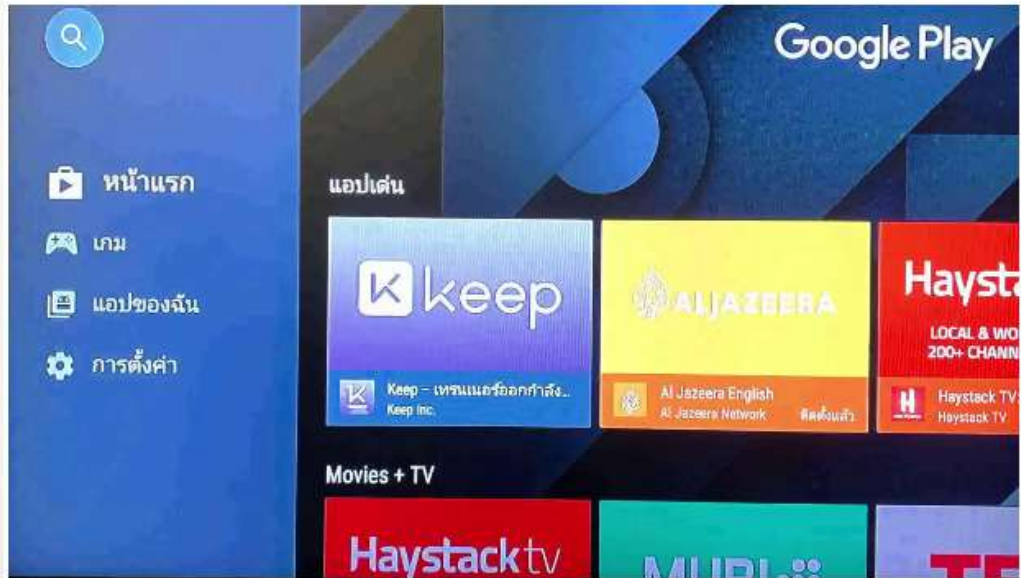 Google Play
หน้าแรก
เกม
แอปของฉัน
การตั้งค่า
แอปเด่น
keep
Keep – เทรนเนอร์ออกกำลัง...
Keep Inc.
ALJAZEERA
Al Jazeera English
Al Jazeera Network ติดตั้งแล้ว
LOCAL &
200+
Haystack TV:
Haystack TV
Movies + TV
Haystack tv